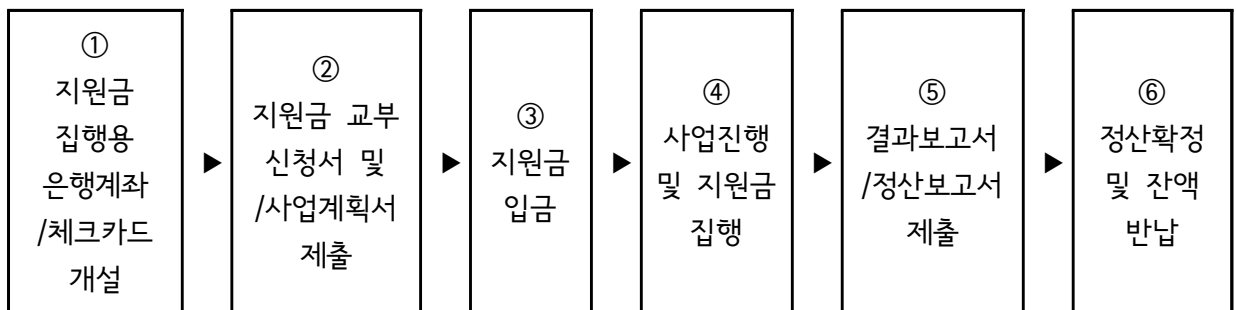 ①
지원금
집행용
은행계좌
/체크카드
개설
▶
②
지원금 교부
신청서 및
/사업계획서
제출
▶
③
지원금
입금
▶
④
사업진행
및 지원금
집행
▶
⑤
결과보고서
/정산보고서
제출
▶
⑥
정산확정
및 잔액
반납